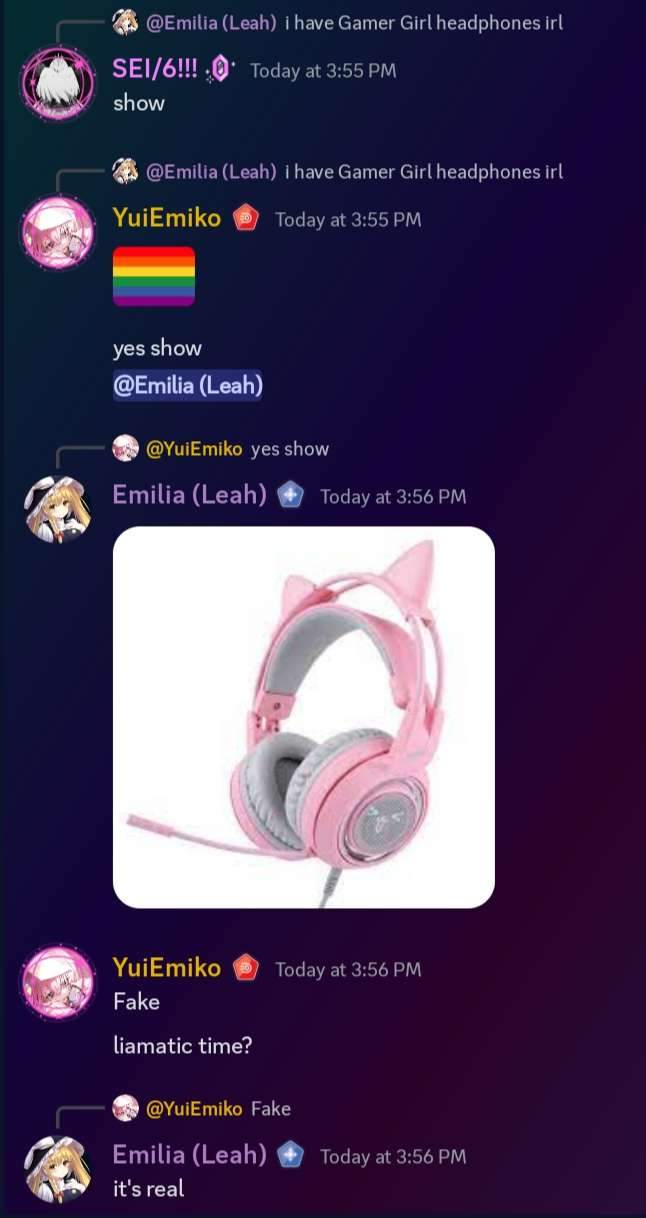 @Emilia (Leah) i have Gamer Girl headphones irl
SEI/6!!! Today at 3:55 PM
show
@Emilia (Leah) i have Gamer Girl headphones irl
YuiEmiko Today at 3:55 PM
yes show
@Emilia (Leah)
@YuiEmiko yes show
Emilia (Leah) Today at 3:56 PM
YuiEmiko Today at 3:56 PM
Fake
liamatic time?
@YuiEmiko Fake
Emilia (Leah) Today at 3:56 PM
it's real